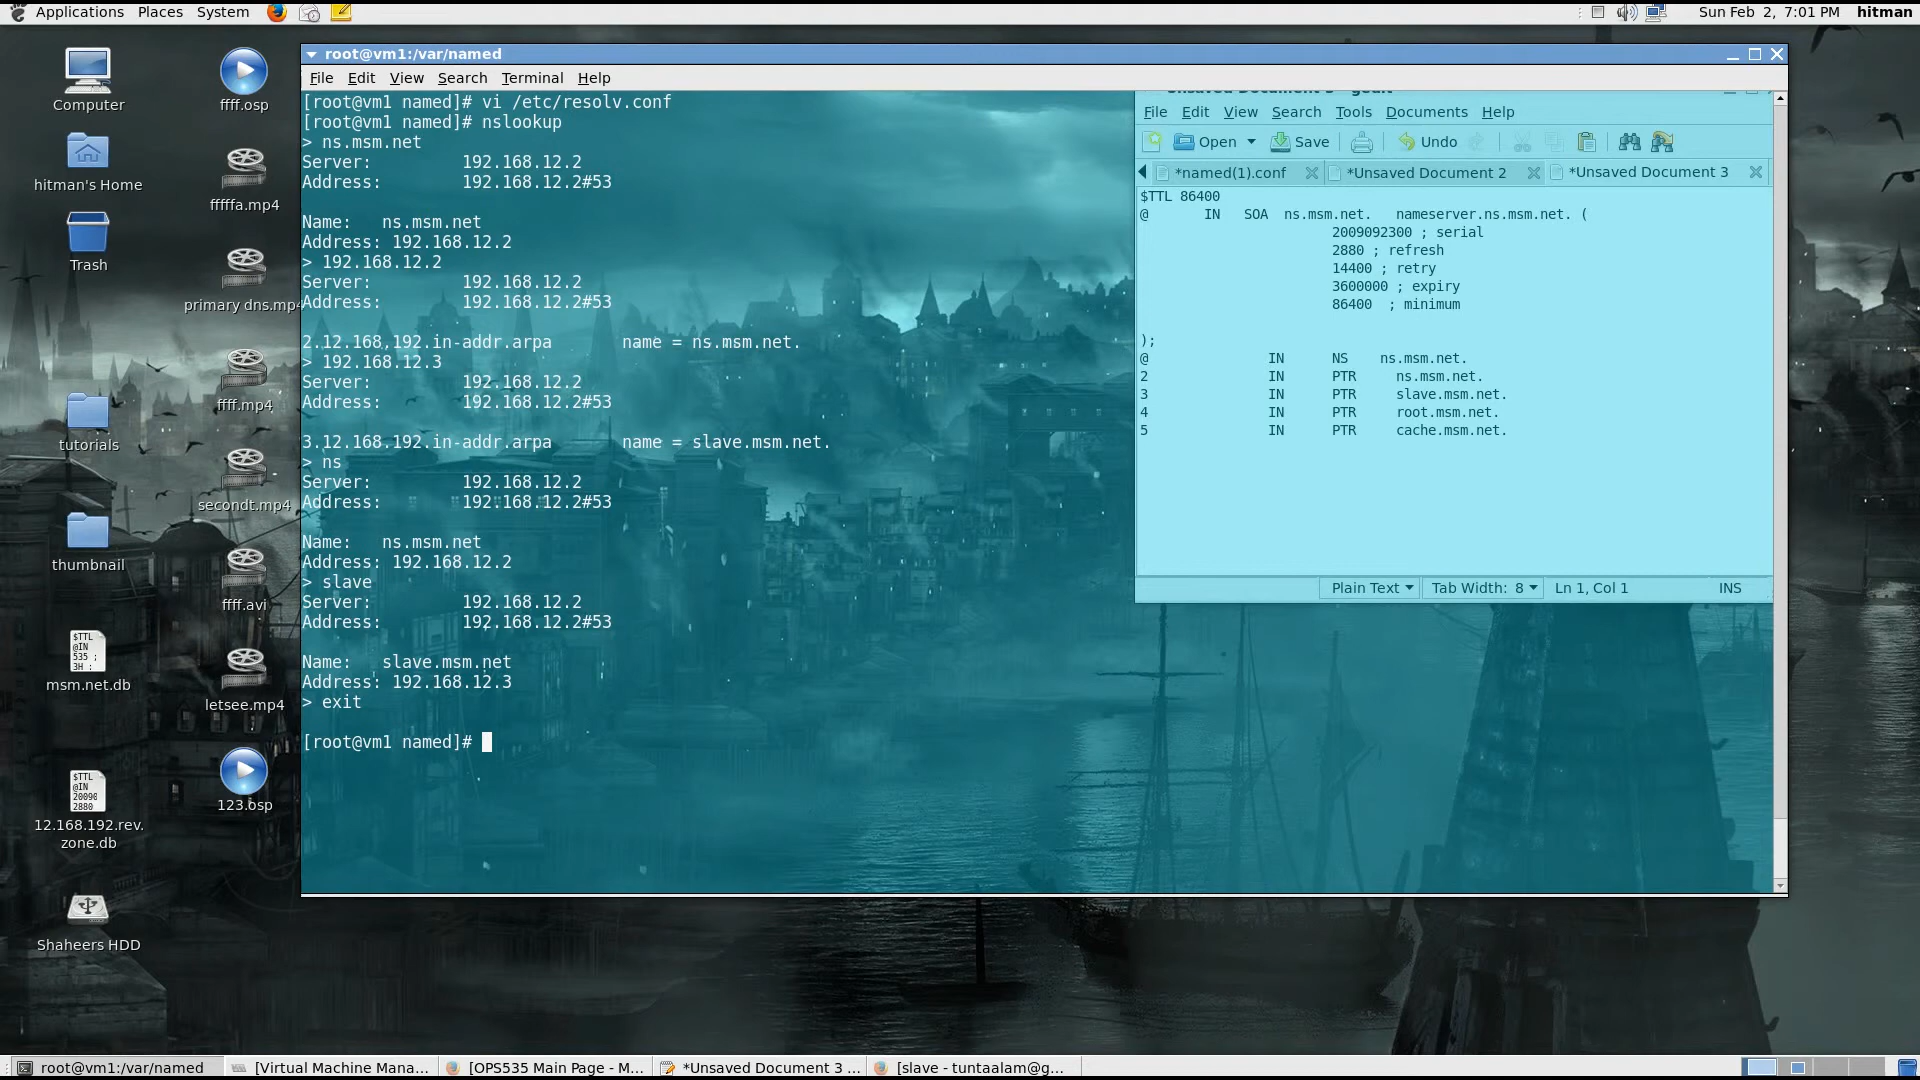 Applications Places System Sun Feb 2, 7:01 PM hitman
Computer
hitman's Home
Trash
tutorials
thumbnail
$TTL
@IN
535 ;
3H :
msm.net.db
$TTL
@IN
20090
2880
12.168.192.rev.
zone.db
Shaheers HDD
ffff.osp
fffffa.mp4
primary dns.mp4
ffff.mp4
secondt.mp4
ffff.avi
letsee.mp4
123.osp
root@vm1:/var/named
File Edit View Search Terminal Help
[root@vm1 named]# vi /etc/resolv.conf
[root@vm1 named]# nslookup
> ns.msm.net
Server: 192.168.12.2
Address: 192.168.12.2#53
Name: ns.msm.net
Address: 192.168.12.2
> 192.168.12.2
Server: 192.168.12.2
Address: 192.168.12.2#53
2.12.168.192.in-addr.arpa name = ns.msm.net.
> 192.168.12.3
Server: 192.168.12.2
Address: 192.168.12.2#53
3.12.168.192.in-addr.arpa name = slave.msm.net.
> ns
Server: 192.168.12.2
Address: 192.168.12.2#53
Name: ns.msm.net
Address: 192.168.12.2
> slave
Server: 192.168.12.2
Address: 192.168.12.2#53
Name: slave.msm.net
Address: 192.168.12.3
> exit
[root@vm1 named]#
*Unsaved Document 3 - gedit
File Edit View Search Tools Documents Help
Open Save Undo
*named(1).conf *Unsaved Document 2 *Unsaved Document 3
$TTL 86400
@ IN SOA ns.msm.net. nameserver.ns.msm.net. (
2009092300 ; serial
2880 ; refresh
14400 ; retry
3600000 ; expiry
86400 ; minimum
);
@ IN NS ns.msm.net.
2 IN PTR ns.msm.net.
3 IN PTR slave.msm.net.
4 IN PTR root.msm.net.
5 IN PTR cache.msm.net.
Plain Text Tab Width: 8 Ln 1, Col 1 INS
root@vm1:/var/named [Virtual Machine Mana... [OPS535 Main Page - M... *Unsaved Document 3 ... [slave - tuntaalam@g...